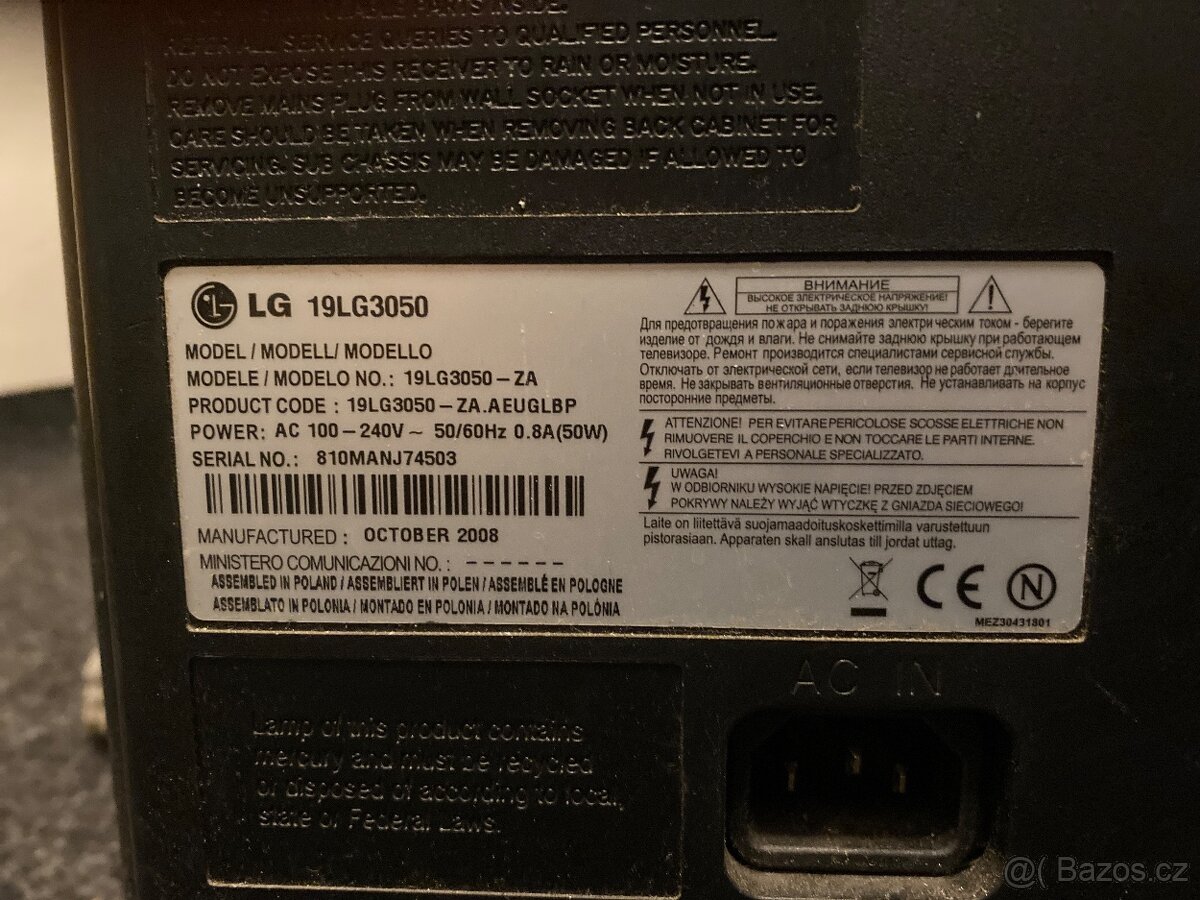 REFER ALL SERVICE QUERIES TO QUALIFIED PERSONNEL.
DO NOT EXPOSE THIS RECEIVER TO RAIN OR MOISTURE.
REMOVE MAINS PLUG FROM WALL SOCKET WHEN NOT IN USE.
CARE SHOULD BE TAKEN WHEN REMOVING BACK CABINET FOR
SERVICING. SUB CHASSIS MAY BE DAMAGED IF ALLOWED TO
BECOME UNSUPPORTED.
LG 19LG3050
MODEL / MODELL/ MODELLO
MODELE / MODELO NO.: 19LG3050-ZA
PRODUCT CODE : 19LG3050-ZA.AEUGLBP
POWER: AC 100-240V ~ 50/60Hz 0.8A(50W)
SERIAL NO.: 810MANJ74503
MANUFACTURED : OCTOBER 2008
MINISTERO COMUNICAZIONI NO. : ------
ASSEMBLED IN POLAND / ASSEMBLIERT IN POLEN / ASSEMBLÉ EN POLOGNE
ASSEMBLATO IN POLONIA / MONTADO EN POLONIA / MONTADO NA POLÓNIA
ВНИМАНИЕ
ВЫСОКОЕ ЭЛЕКТРИЧЕСКОЕ НАПРЯЖЕНИЕ!
НЕ ОТКРЫВАТЬ ЗАДНЮЮ КРЫШКУ!
Для предотвращения пожара и поражения электрическим током - берегите
изделие от дождя и влаги. Не снимайте заднюю крышку при работающем
телевизоре. Ремонт производится специалистами сервисной службы.
Отключать от электрической сети, если телевизор не работает длительное
время. Не закрывать вентиляционные отверстия. Не устанавливать на корпус
посторонние предметы.
ATTENZIONE! PER EVITARE PERICOLOSE SCOSSE ELETTRICHE NON
RIMUOVERE IL COPERCHIO E NON TOCCARE LE PARTI INTERNE.
RIVOLGETEVI A PERSONALE SPECIALIZZATO.
UWAGA!
W ODBIORNIKU WYSOKIE NAPIĘCIE! PRZED ZDJĘCIEM
POKRYWY NALEŻY WYJĄĆ WTYCZKĘ Z GNIAZDA SIECIOWEGO!
Laite on liitettävä suojamaadoituskoskettimilla varustettuun
pistorasiaan. Apparaten skall anslutas till jordat uttag.
CE N
MEZ30431801
AC IN
Lamp of this product contains
mercury and must be recycled
or disposed of according to local,
state or Federal Laws.
@( Bazos.cz